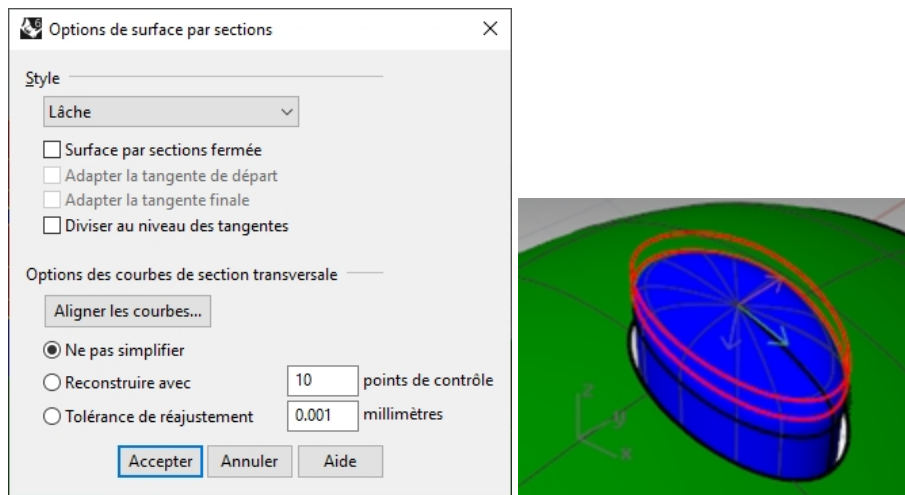 Options de surface par sections
Style
Lâche
Surface par sections fermée
Adapter la tangente de départ
Adapter la tangente finale
Diviser au niveau des tangentes
Options des courbes de section transversale
Aligner les courbes...
Ne pas simplifier
Reconstruire avec 10 points de contrôle
Tolérance de réajustement 0.001 millimètres
Accepter Annuler Aide
z
y
x